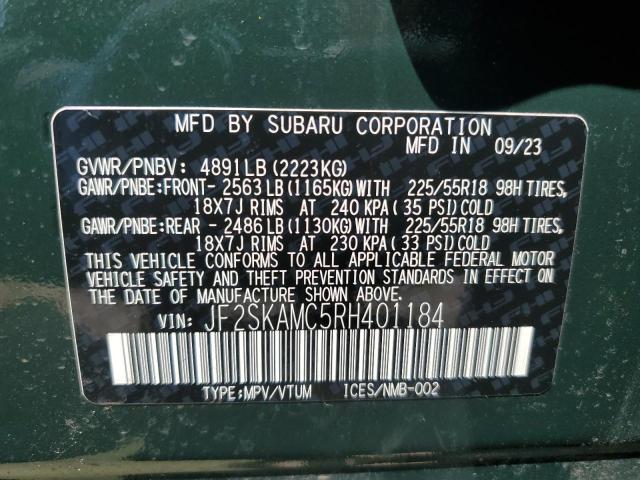 MFD BY SUBARU CORPORATION
MFD IN 09/23
GVWR/PNBV: 4891LB (2223KG)
GAWR/PNBE:FRONT- 2563 LB (1165KG) WITH 225/55R18 98H TIRES,
18X7J RIMS AT 240 KPA ( 35 PSI) COLD
GAWR/PNBE:REAR - 2486 LB (1130KG) WITH 225/55R18 98H TIRES,
18X7J RIMS AT 230 KPA ( 33 PSI) COLD
THIS VEHICLE CONFORMS TO ALL APPLICABLE FEDERAL MOTOR
VEHICLE SAFETY AND THEFT PREVENTION STANDARDS IN EFFECT ON
THE DATE OF MANUFACTURE SHOWN ABOVE.
VIN: JF2SKAMC5RH401184
TYPE:MPV/VTUM ICES/NMB-002